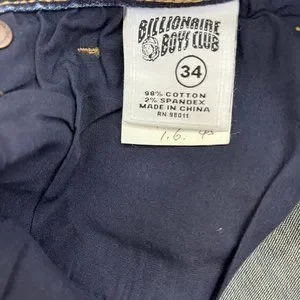 BILLIONAIRE
BOYS CLUB
34
98% COTTON
2% SPANDEX
MADE IN CHINA
RN 98011